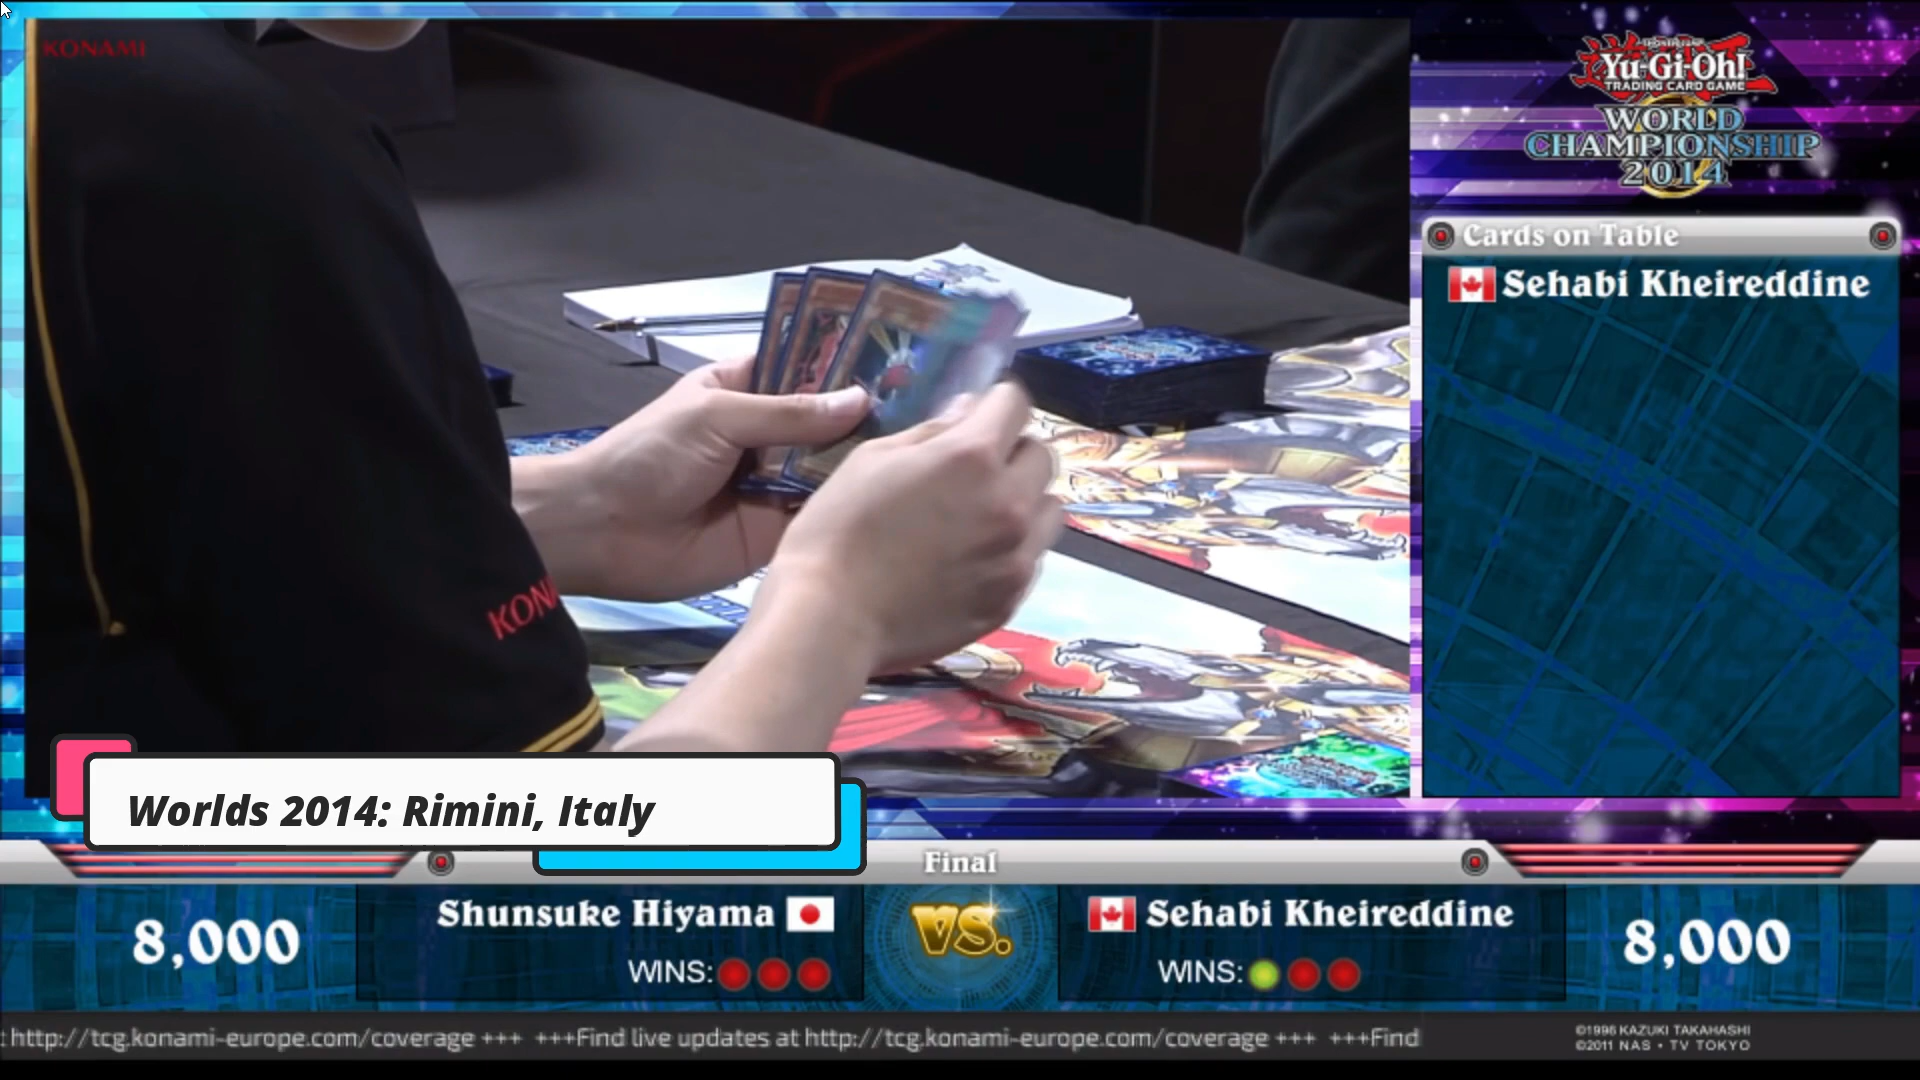 KONAMI
Yu-Gi-Oh!
TRADING CARD GAME
WORLD
CHAMPIONSHIP
2014
Cards on Table
Sehabi Kheireddine
KONA
Worlds 2014: Rimini, Italy
Final
8,000
Shunsuke Hiyama
WINS:
VS.
Sehabi Kheireddine
WINS:
8,000
http://tcg.konami-europe.com/coverage +++ +++Find live updates at http://tcg.konami-europe.com/coverage +++ +++Find
©1996 KAZUKI TAKAHASHI
©2011 NAS • TV TOKYO